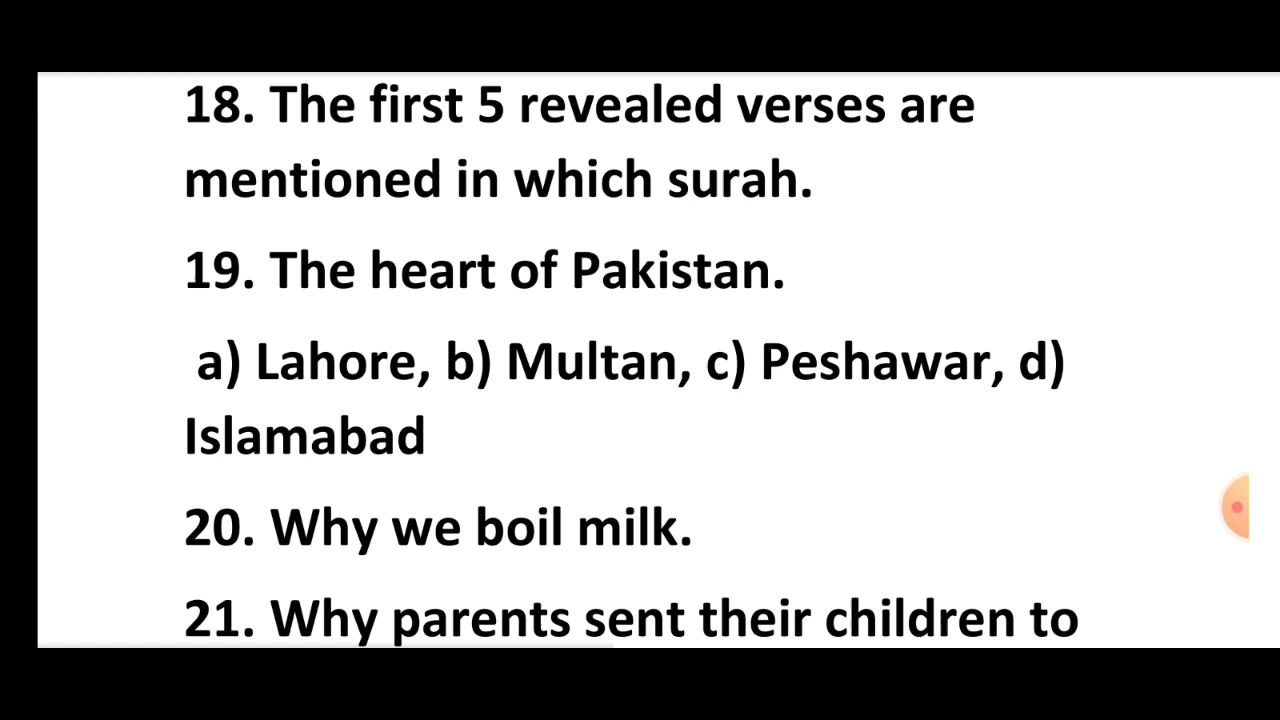 18. The first 5 revealed verses are
mentioned in which surah.
19. The heart of Pakistan.
a) Lahore, b) Multan, c) Peshawar, d)
Islamabad
20. Why we boil milk.
21. Why parents sent their children to